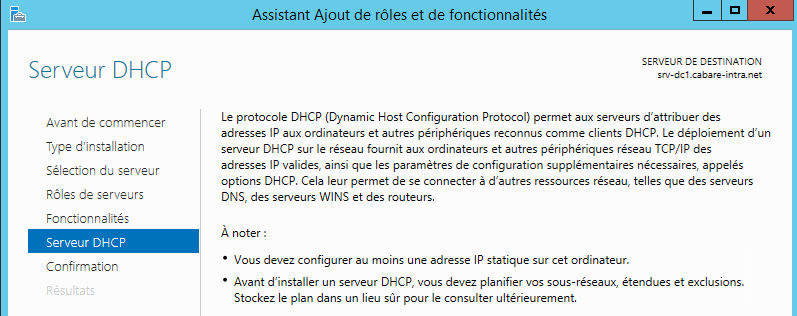 Assistant Ajout de rôles et de fonctionnalités
Serveur DHCP
SERVEUR DE DESTINATION
srv-dc1.cabare-intra.net
Avant de commencer
Type d'installation
Sélection du serveur
Rôles de serveurs
Fonctionnalités
Serveur DHCP
Confirmation
Résultats
Le protocole DHCP (Dynamic Host Configuration Protocol) permet aux serveurs d'attribuer des
adresses IP aux ordinateurs et autres périphériques reconnus comme clients DHCP. Le déploiement d'un
serveur DHCP sur le réseau fournit aux ordinateurs et autres périphériques réseau TCP/IP des
adresses IP valides, ainsi que les paramètres de configuration supplémentaires nécessaires, appelés
options DHCP. Cela leur permet de se connecter à d'autres ressources réseau, telles que des serveurs
DNS, des serveurs WINS et des routeurs.
À noter :
• Vous devez configurer au moins une adresse IP statique sur cet ordinateur.
• Avant d'installer un serveur DHCP, vous devez planifier vos sous-réseaux, étendues et exclusions.
Stockez le plan dans un lieu sûr pour le consulter ultérieurement.